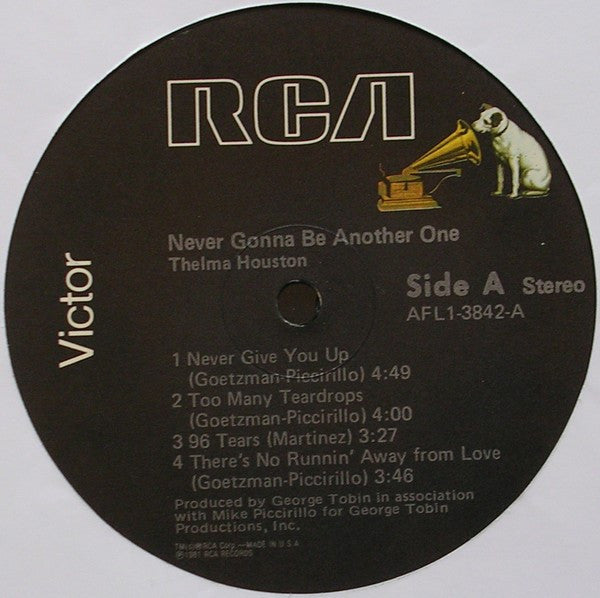 RCA
Victor
Never Gonna Be Another One
Thelma Houston
Side A Stereo
AFL1-3842-A
1 Never Give You Up
(Goetzman-Piccirillo) 4:49
2 Too Many Teardrops
(Goetzman-Piccirillo) 4:00
3 96 Tears (Martinez) 3:27
4 There's No Runnin' Away from Love
(Goetzman-Piccirillo) 3:46
Produced by George Tobin in association
with Mike Piccirillo for George Tobin
Productions, Inc.
RCA Corp.—MADE IN U.S.A.
℗1981 RCA RECORDS